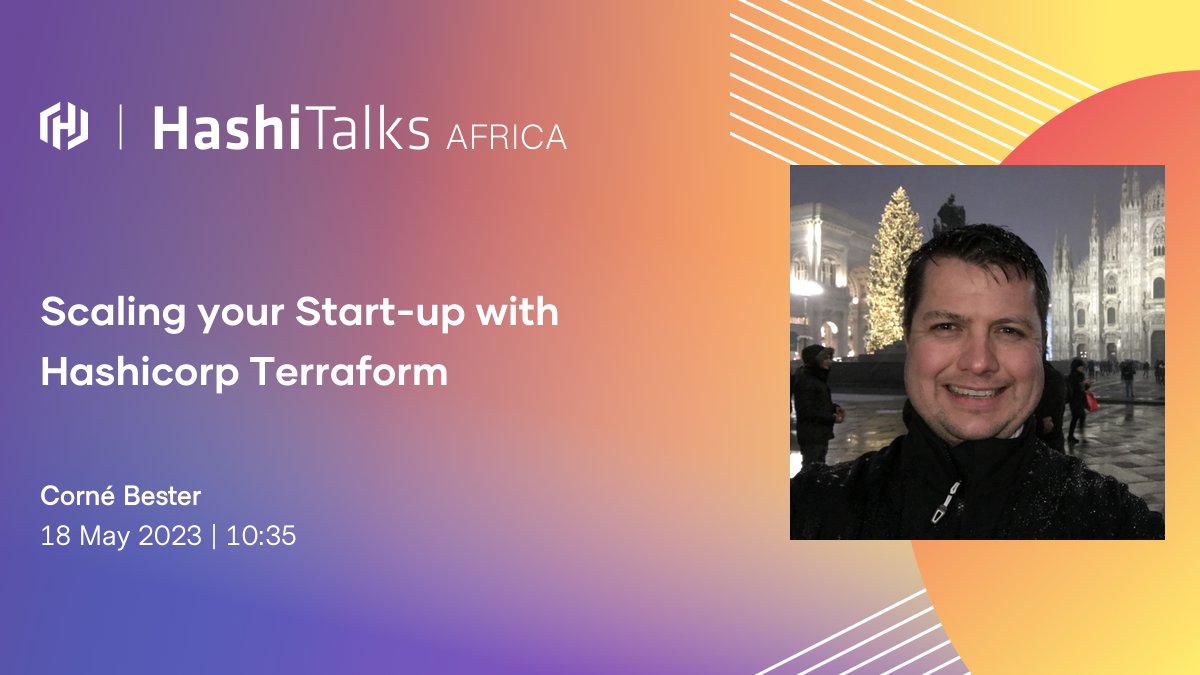 HashiTalks AFRICA
Scaling your Start-up with
Hashicorp Terraform
Corné Bester
18 May 2023 | 10:35